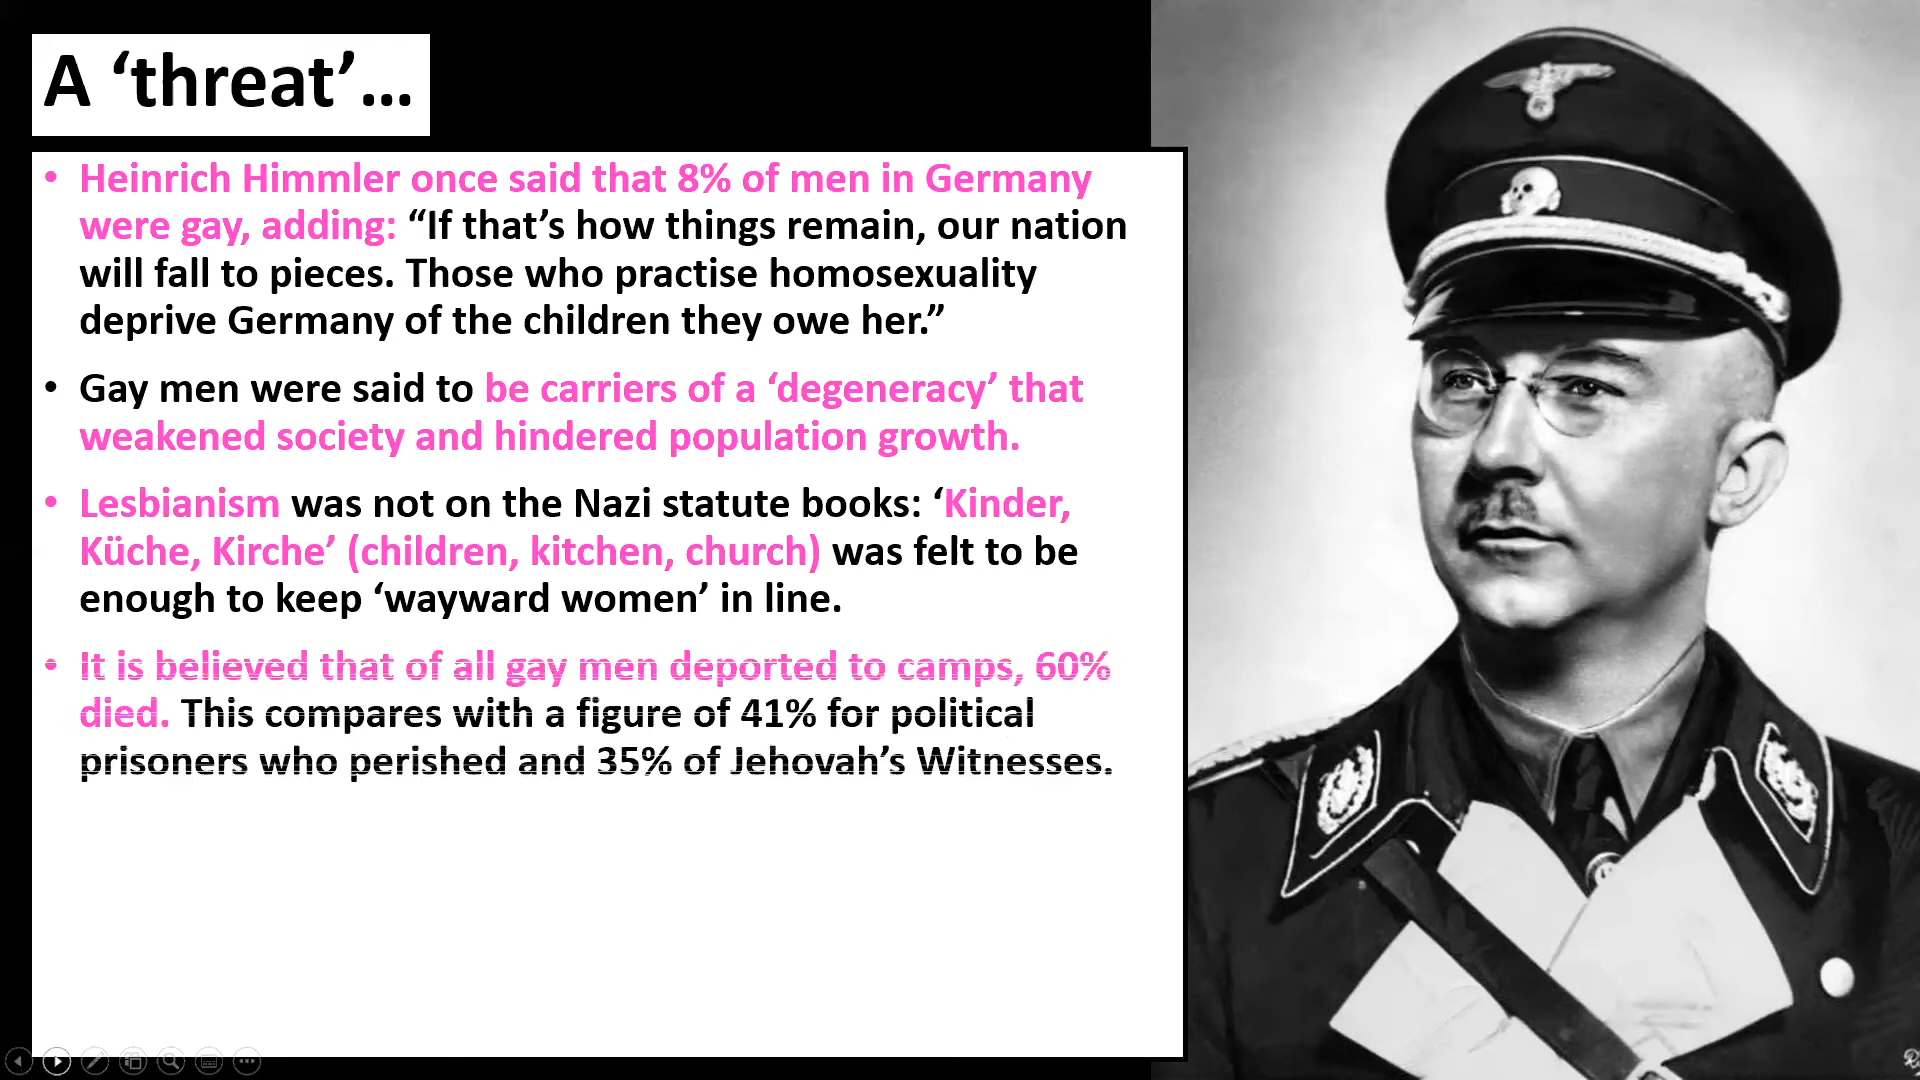 A ‘threat’...
• Heinrich Himmler once said that 8% of men in Germany
were gay, adding: “If that’s how things remain, our nation
will fall to pieces. Those who practise homosexuality
deprive Germany of the children they owe her.”
• Gay men were said to be carriers of a ‘degeneracy’ that
weakened society and hindered population growth.
• Lesbianism was not on the Nazi statute books: ‘Kinder,
Küche, Kirche’ (children, kitchen, church) was felt to be
enough to keep ‘wayward women’ in line.
• It is believed that of all gay men deported to camps, 60%
died. This compares with a figure of 41% for political
prisoners who perished and 35% of Jehovah’s Witnesses.